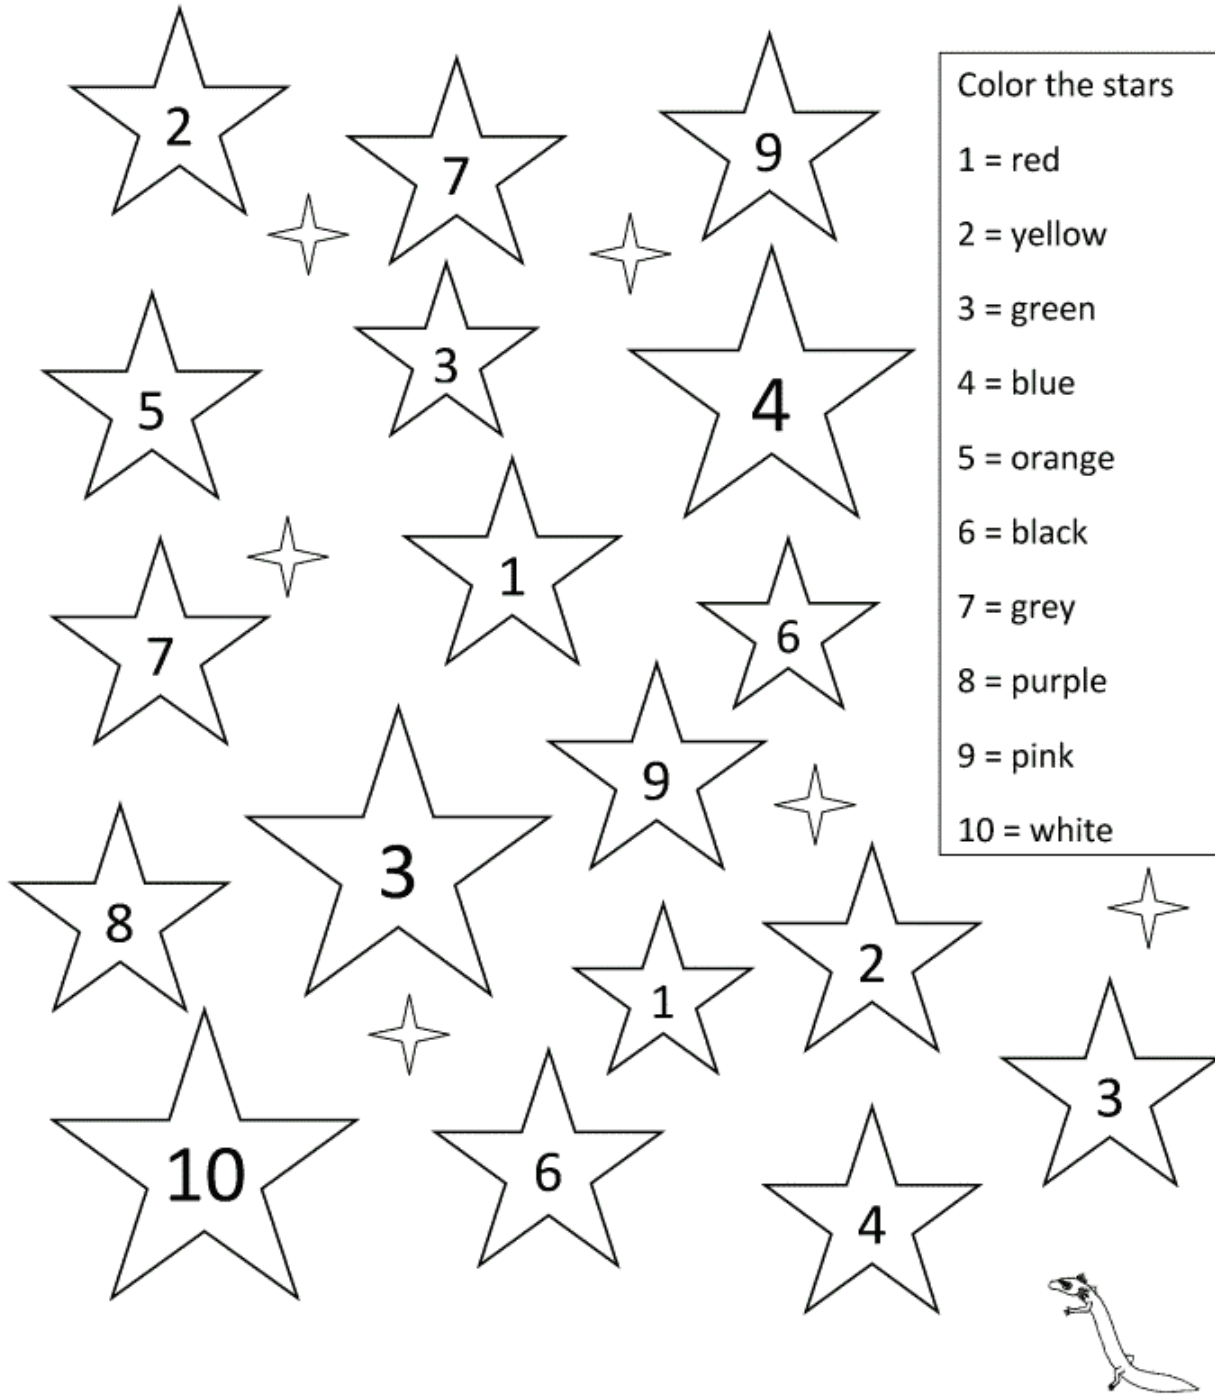 2
7
9
Color the stars
1 = red
2 = yellow
3 = green
4 = blue
5 = orange
6 = black
7 = grey
8 = purple
9 = pink
10 = white
5
3
4
1
7
6
9
3
8
2
1
3
10
6
4